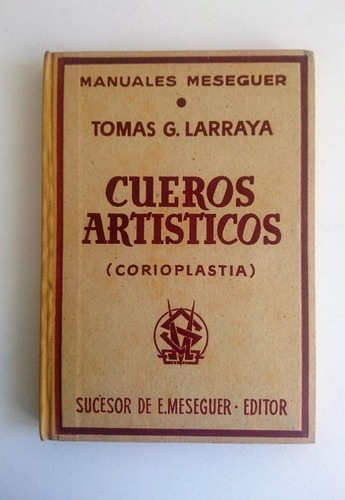 MANUALES MESEGUER
TOMAS G. LARRAYA
CUEROS
ARTISTICOS
(CORIOPLASTIA)
SUCESOR DE E. MESEGUER · EDITOR